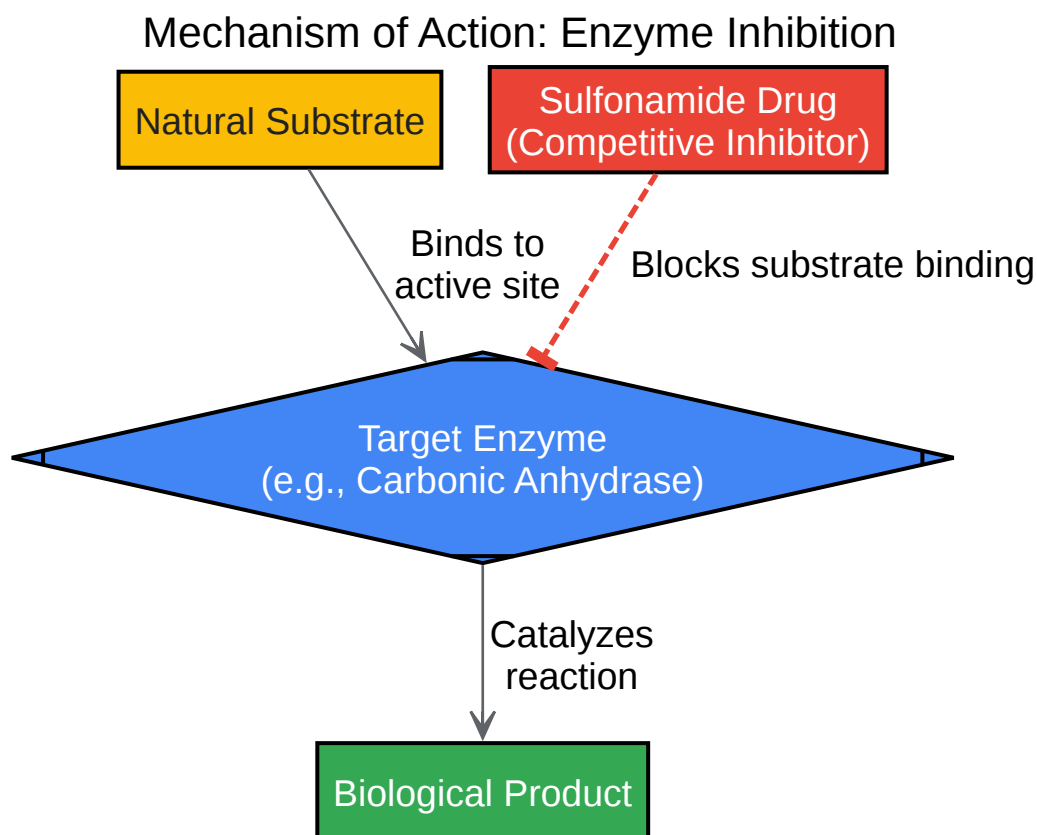 Mechanism of Action: Enzyme Inhibition
Natural Substrate
Sulfonamide Drug
(Competitive Inhibitor)
Binds to
active site
Blocks substrate binding
Target Enzyme
(e.g., Carbonic Anhydrase)
Catalyzes
reaction
Biological Product